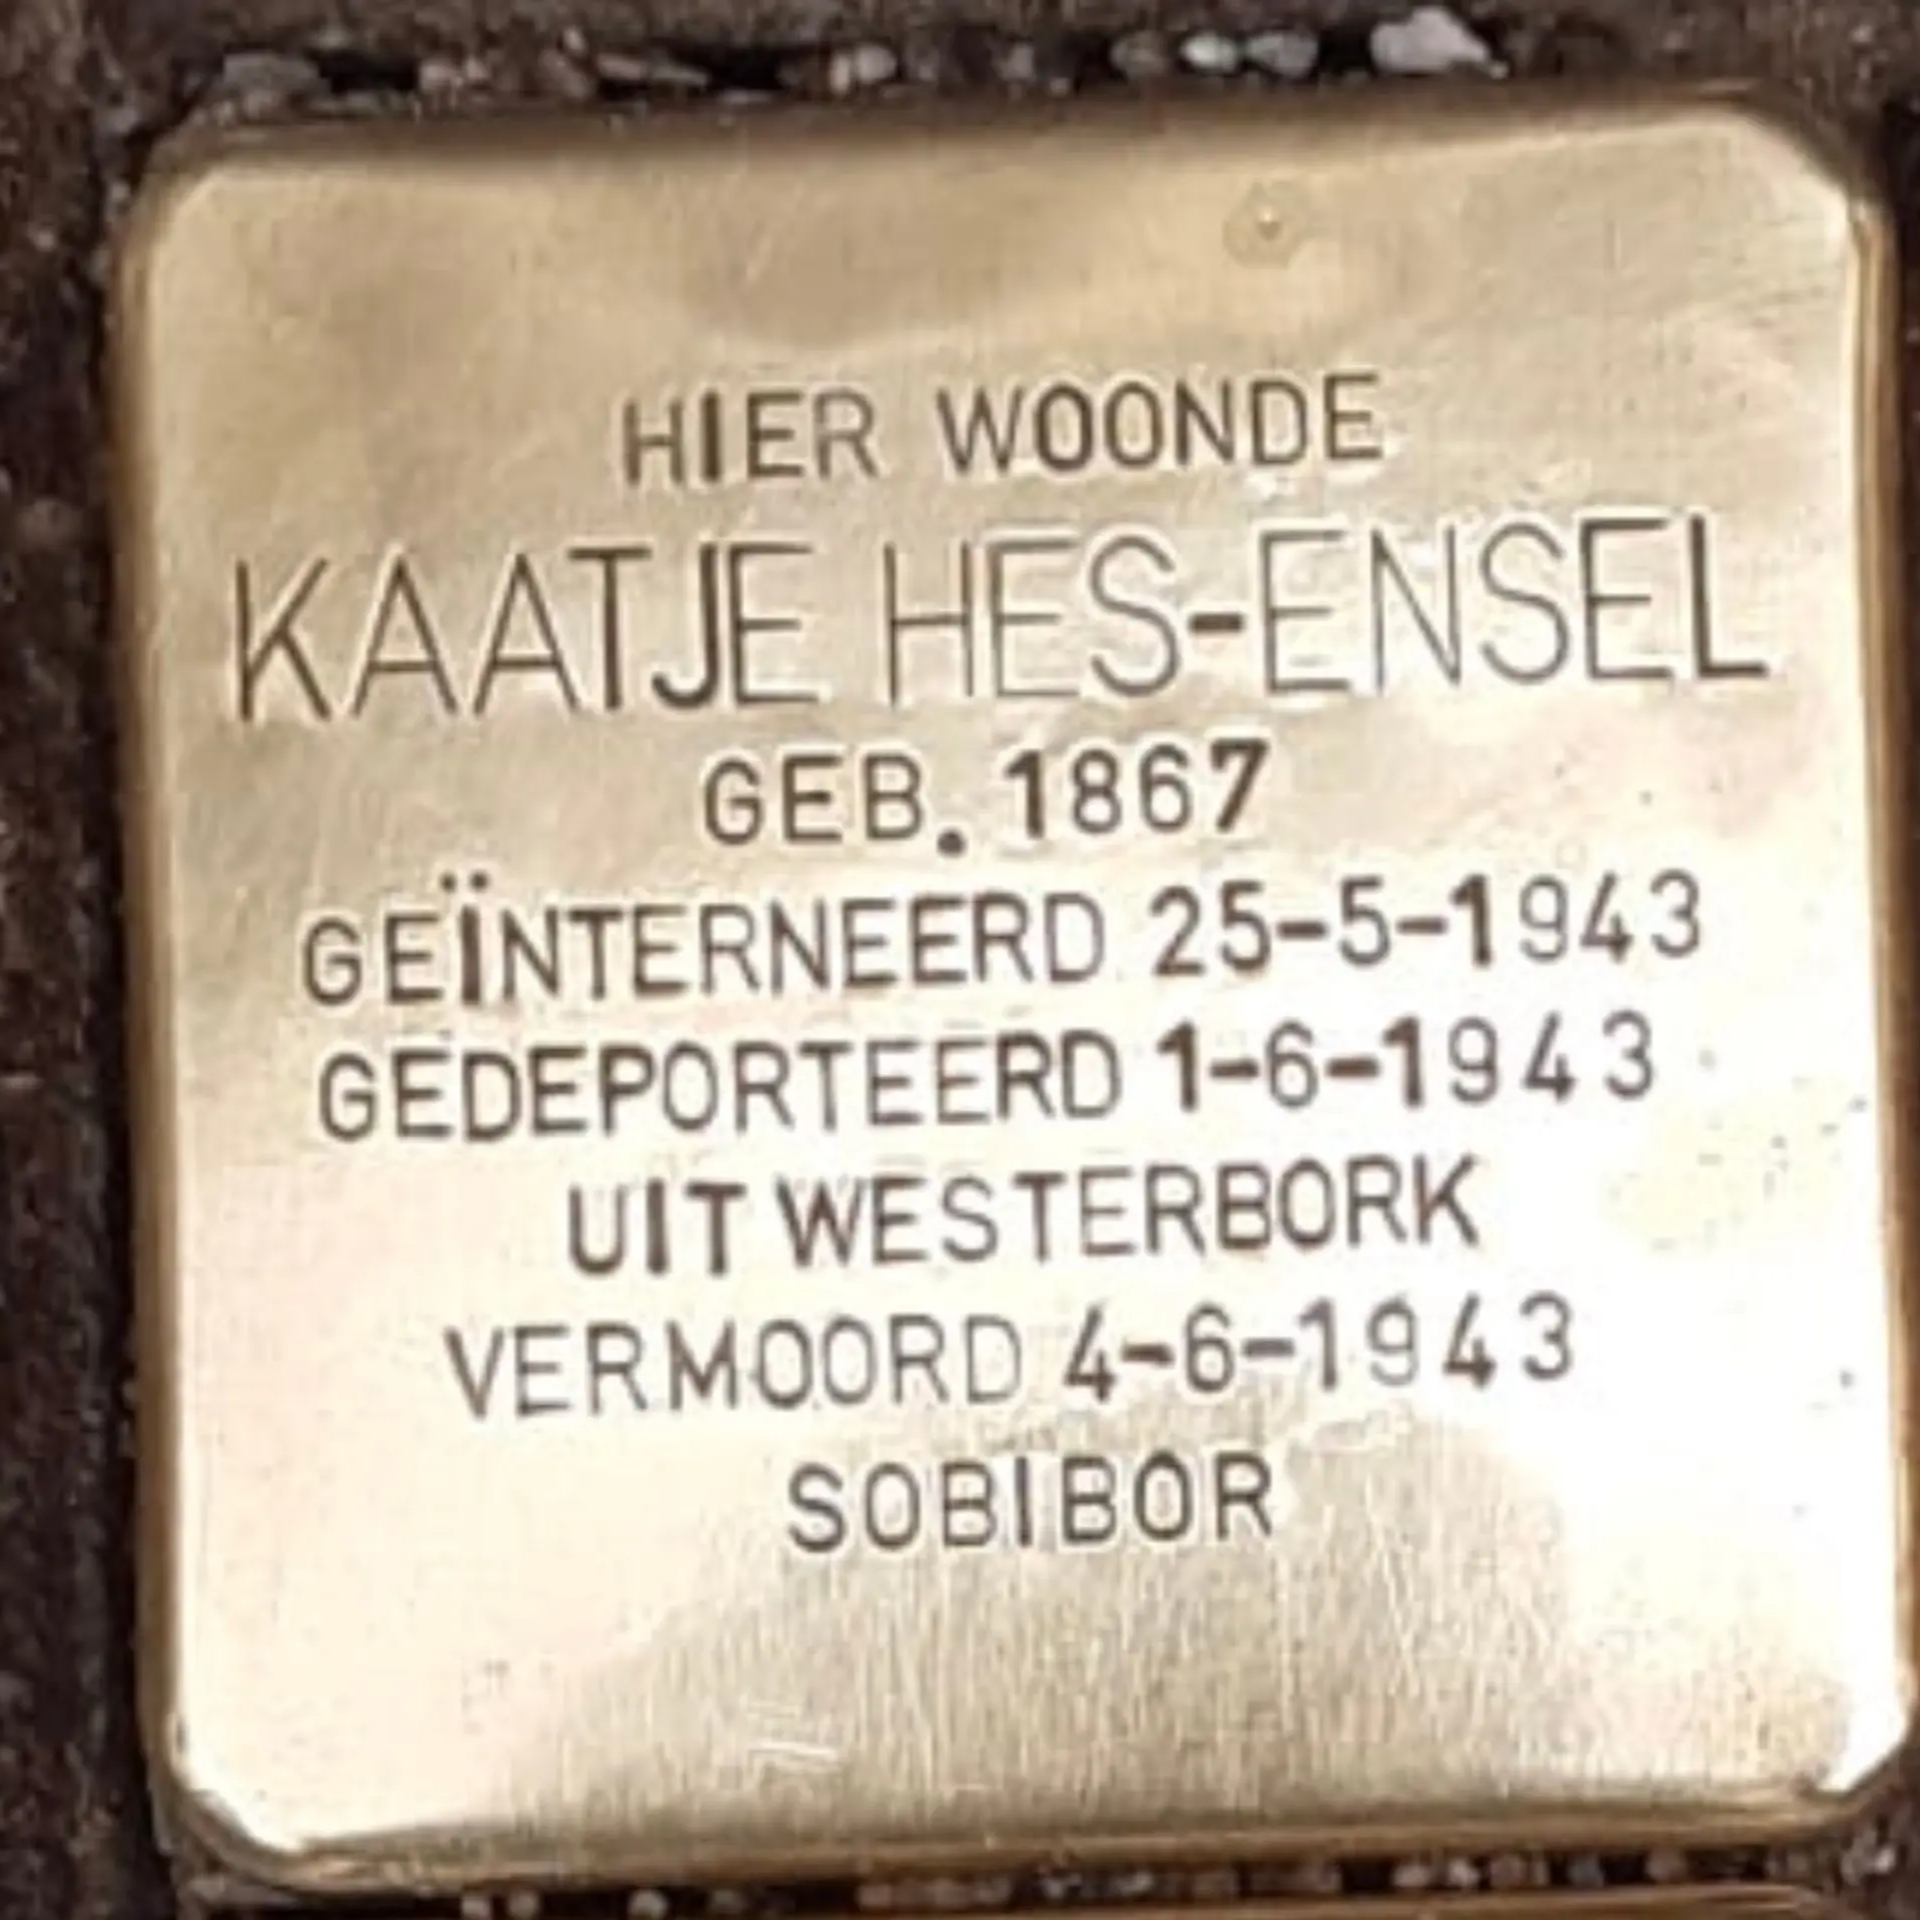 HIER WOONDE
KAATJE HES-ENSEL
GEB. 1867
GEÏNTERNEERD 25-5-1943
GEDEPORTEERD 1-6-1943
UIT WESTERBORK
VERMOORD 4-6-1943
SOBIBOR